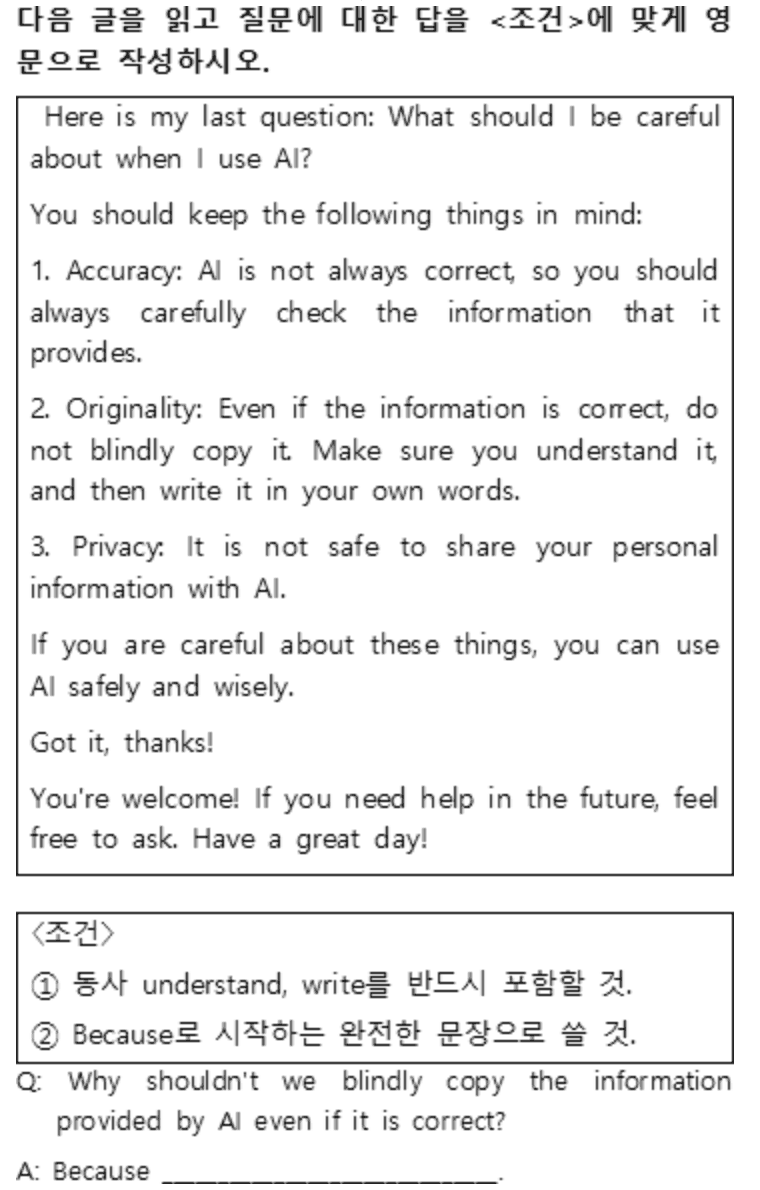 다음 글을 읽고 질문에 대한 답을 <조건>에 맞게 영
문으로 작성하시오.
Here is my last question: What should I be careful
about when I use AI?
You should keep the following things in mind:
1. Accuracy: AI is not always correct, so you should
always carefully check the information that it
provides.
2. Originality: Even if the information is correct, do
not blindly copy it. Make sure you understand it,
and then write it in your own words.
3. Privacy: It is not safe to share your personal
information with AI.
If you are careful about these things, you can use
AI safely and wisely.
Got it, thanks!
You're welcome! If you need help in the future, feel
free to ask. Have a great day!
〈조건〉
① 동사 understand, write를 반드시 포함할 것.
② Because로 시작하는 완전한 문장으로 쓸 것.
Q: Why shouldn't we blindly copy the information
provided by AI even if it is correct?
A: Because ______________________________.